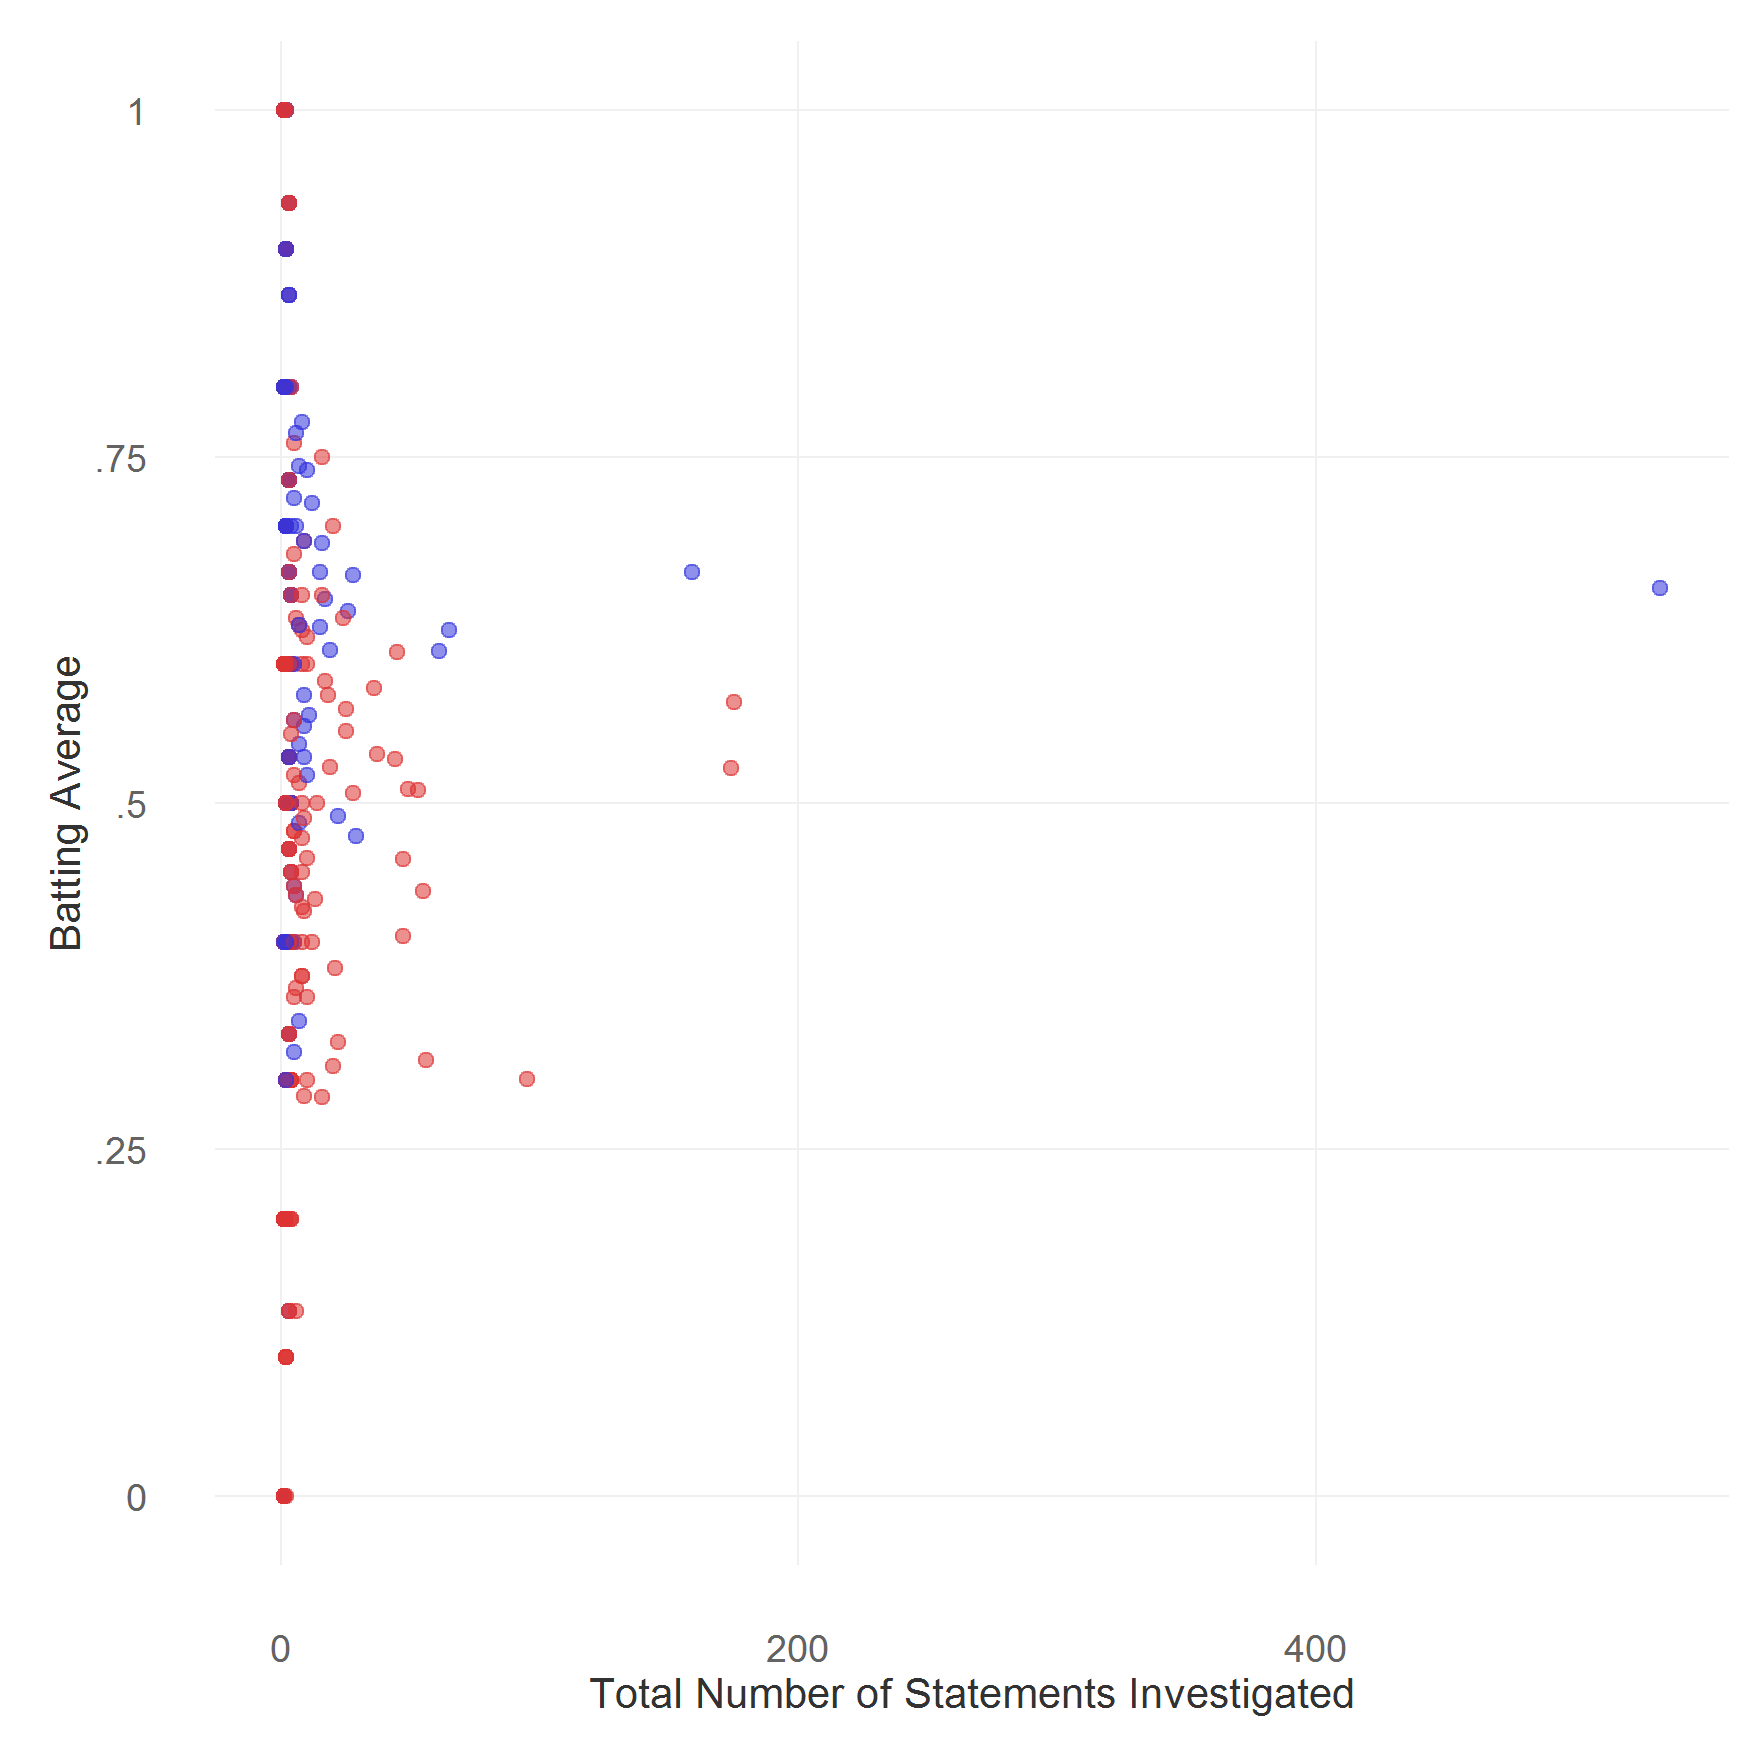 1
.75
.5
.25
0
Batting Average
0 200 400
Total Number of Statements Investigated